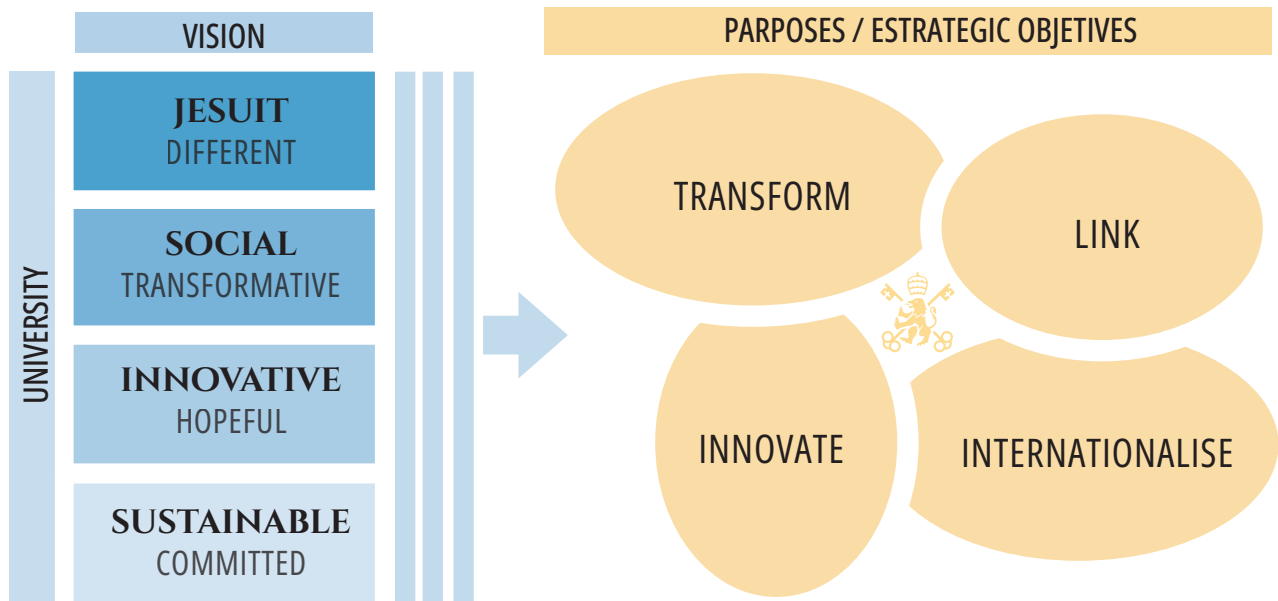 VISION
UNIVERSITY
JESUIT
DIFFERENT
SOCIAL
TRANSFORMATIVE
INNOVATIVE
HOPEFUL
SUSTAINABLE
COMMITTED
PARPOSES / ESTRATEGIC OBJETIVES
TRANSFORM
LINK
INNOVATE
INTERNATIONALISE